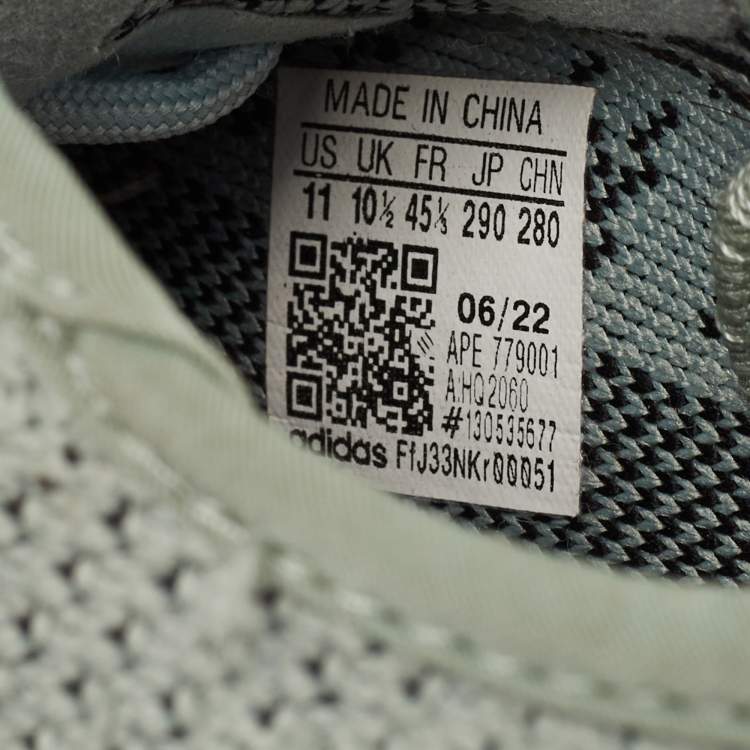 MADE IN CHINA
US UK FR JP CHN
11 10½ 45⅓ 290 280
06/22
APE 779001
A:HQ2060
#130535677
adidas FfJ33NKr00051